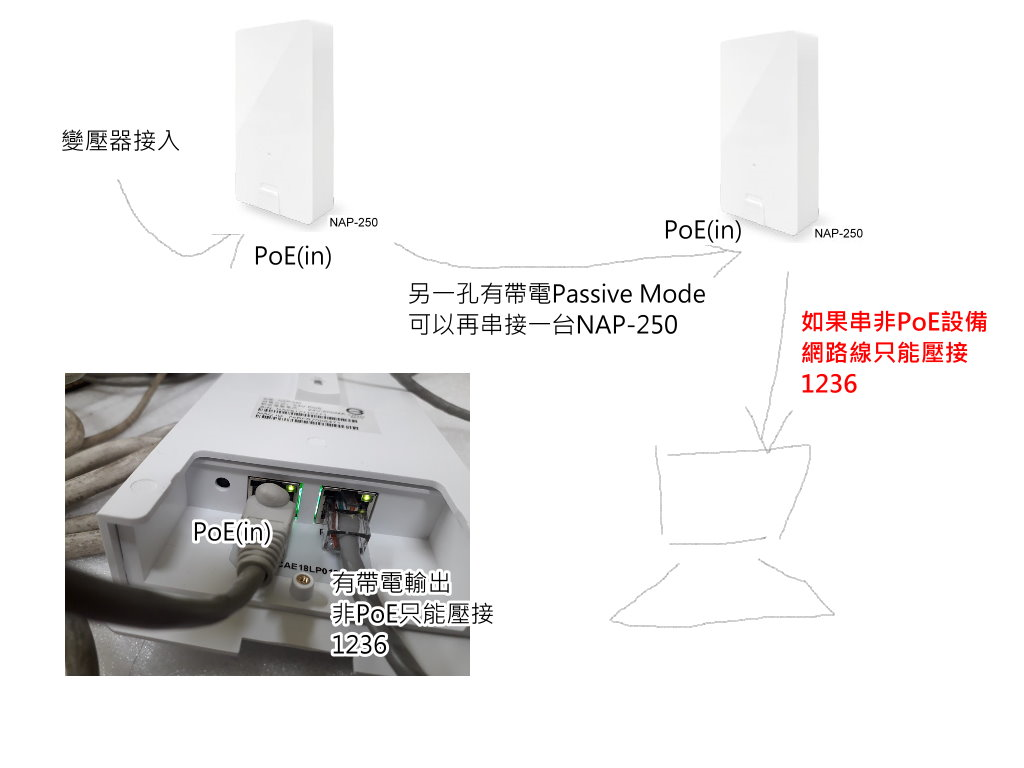 變壓器接入
NAP-250
PoE(in)
PoE(in)
NAP-250
另一孔有帶電Passive Mode
可以再串接一台NAP-250
如果串非PoE設備
網路線只能壓接
1236
PoE(in)
CAE18LP01
有帶電輸出
非PoE只能壓接
1236